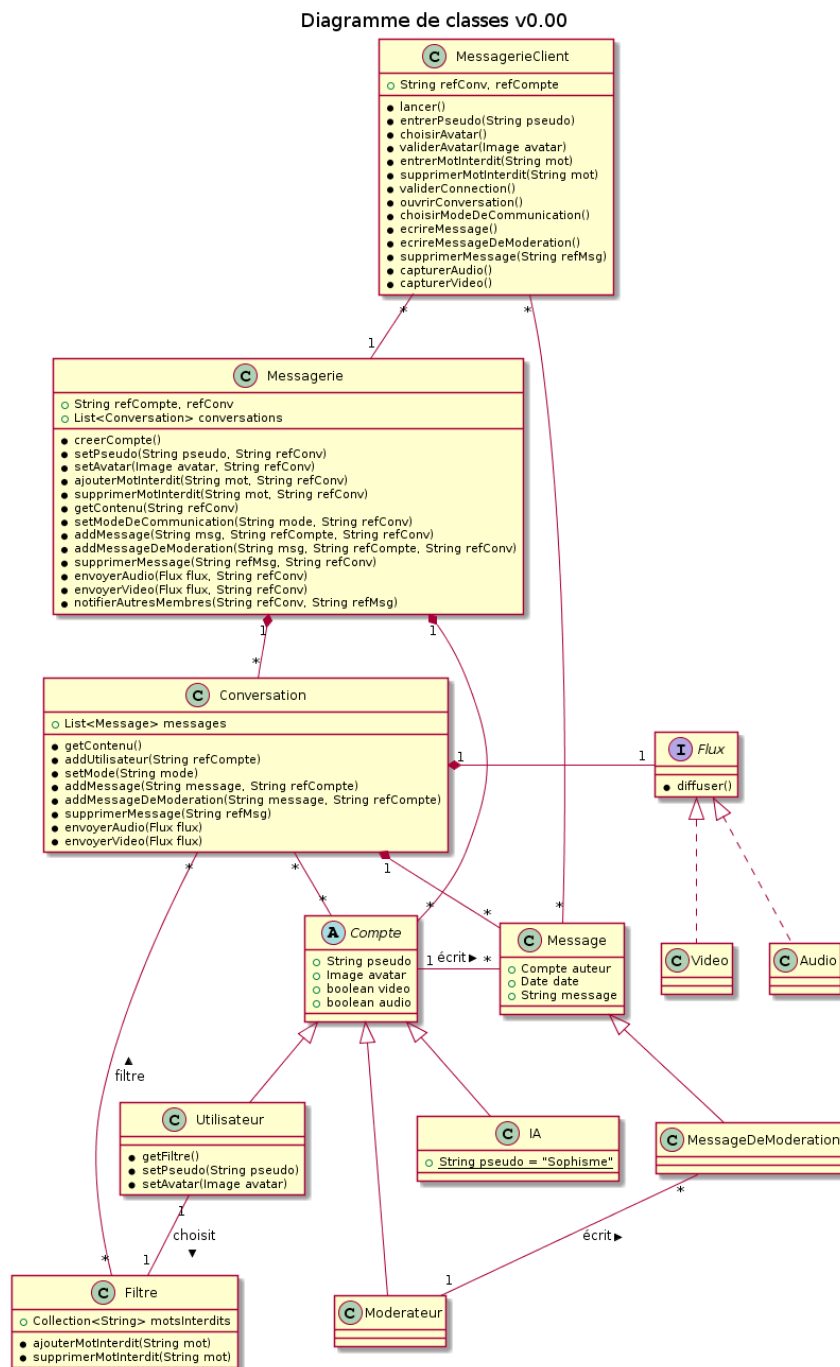 Diagramme de classes v0.00
C MessagerieClient
String refConv, refCompte
lancer()
entrerPseudo(String pseudo)
choisirAvatar()
validerAvatar(Image avatar)
entrerMotInterdit(String mot)
supprimerMotInterdit(String mot)
validerConnection()
ouvrirConversation()
choisirModeDeCommunication()
ecrireMessage()
ecrireMessageDeModeration()
supprimerMessage(String refMsg)
capturerAudio()
capturerVideo()
* *
1
C Messagerie
String refCompte, refConv
List<Conversation> conversations
creerCompte()
setPseudo(String pseudo, String refConv)
setAvatar(Image avatar, String refConv)
ajouterMotInterdit(String mot, String refConv)
supprimerMotInterdit(String mot, String refConv)
getContenu(String refConv)
setModeDeCommunication(String mode, String refConv)
addMessage(String msg, String refCompte, String refConv)
addMessageDeModeration(String msg, String refCompte, String refConv)
supprimerMessage(String refMsg, String refConv)
envoyerAudio(Flux flux, String refConv)
envoyerVideo(Flux flux, String refConv)
notifierAutresMembres(String refConv, String refMsg)
1 1
*
C Conversation
List<Message> messages
getContenu()
addUtilisateur(String refCompte)
setMode(String mode)
addMessage(String message, String refCompte)
addMessageDeModeration(String message, String refCompte)
supprimerMessage(String refMsg)
envoyerAudio(Flux flux)
envoyerVideo(Flux flux)
1 1
I Flux
diffuser()
* * 1
* * * *
A Compte
String pseudo
Image avatar
boolean video
boolean audio
1 écrit ▶ *
C Message
Compte auteur
Date date
String message
C Video
C Audio
▲
filtre
C Utilisateur
getFiltre()
setPseudo(String pseudo)
setAvatar(Image avatar)
C IA
String pseudo = "Sophisme"
C MessageDeModeration
1
choisit
▼
* 1
*
écrit ▶
1
C Filtre
Collection<String> motsInterdits
ajouterMotInterdit(String mot)
supprimerMotInterdit(String mot)
C Moderateur